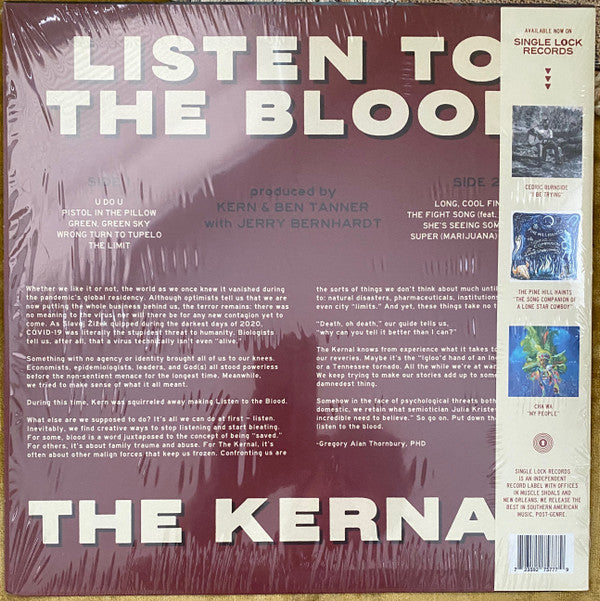 LISTEN TO
THE BLOOD
SIDE
U DO U
PISTOL IN THE PILLOW
GREEN, GREEN SKY
WRONG TURN TO TUPELO
THE LIMIT
produced by
KERN & BEN TANNER
with JERRY BERNHARDT
SIDE 2
LONG, COOL FIN
THE FIGHT SONG (feat.
SHE'S SEEING SOM
SUPER (MARIJUANA)
Whether we like it or not, the world as we once knew it vanished during
the pandemic's global residency. Although optimists tell us that we are
now putting the whole business behind us, the terror remains: there was
no meaning in it. there be for any new contagion yet to
come. As Slavoj Žižek quipped during the darkest days of 2020,
COVID-19 was literally the stupidest threat to humanity. Biologists
tell us, after all, that a virus technically isn't even "alive."
Something with no agency or identity brought all of us to our knees.
Economists, epidemiologists, leaders, and God(s) all stood powerless
before the non-sentient menace for the longest time. Meanwhile,
we tried to make sense of what it all meant.
During this time, Kern was squirreled away making Listen to the Blood.
What else are we supposed to do? It's all we can do at first – listen.
Inevitably, we find creative ways to stop listening and start bleating.
For some, blood is a word juxtaposed to the concept of being "saved."
For others, it's about family trauma and abuse. For The Kernal, it's
often about other malign forces that keep us frozen. Confronting us are
the sorts of things we don't think about much until
to: natural disasters, pharmaceuticals, institutions
even city "limits." And yet, these things take no t
"Death, oh death," our guide tells us,
"why can you tell it better than I can?"
The Kernal knows from experience what it takes to
our reveries. Maybe it's the "Igloo'd hand of an In
or a Tennessee tornado. All the while we're at war
We keep trying to make our stories add up to some
damnedest thing.
Somehow in the face of psychological threats both
domestic, we retain what semiotician Julia Kriste
incredible need to believe." So go on. Put down th
listen to the blood.
-Gregory Alan Thornbury, PHD
THE KERNA
AVAILABLE NOW ON
SINGLE LOCK
RECORDS
CEDRIC BURNSIDE
"I BE TRYING"
THE PINE HILL HAINTS
"THE SONG COMPANION OF
A LONE STAR COWBOY"
CHA WA
"MY PEOPLE"
SINGLE LOCK RECORDS
IS AN INDEPENDENT
RECORD LABEL WITH OFFICES
IN MUSCLE SHOALS AND
NEW ORLEANS. WE RELEASE THE
BEST IN SOUTHERN AMERICAN
MUSIC, POST-GENRE.